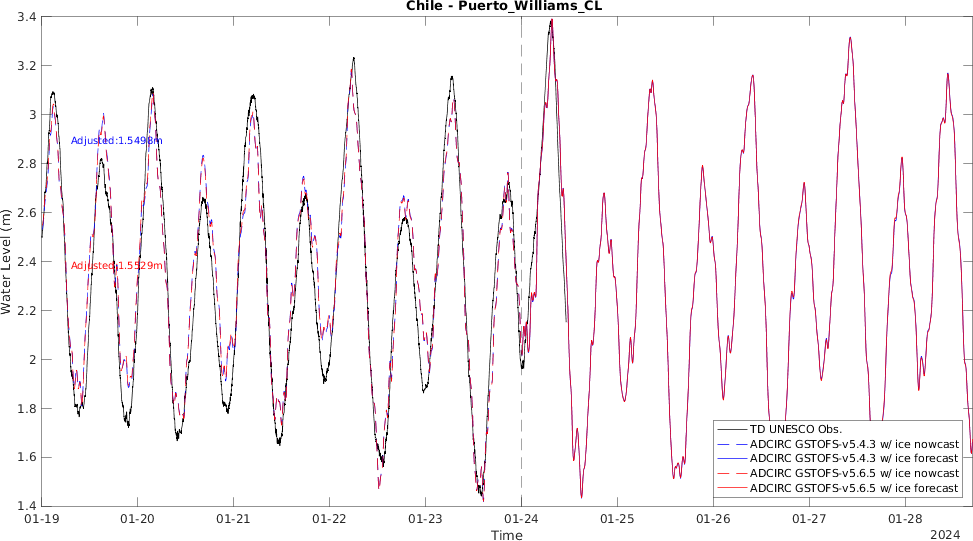 Chile - Puerto_Williams_CL
3.4
3.2
3
2.8
2.6
2.4
2.2
2
1.8
1.6
1.4
Water Level (m)
Adjusted:1.5498m
Adjusted:1.5529m
TD UNESCO Obs.
ADCIRC GSTOFS-v5.4.3 w/ ice nowcast
ADCIRC GSTOFS-v5.4.3 w/ ice forecast
ADCIRC GSTOFS-v5.6.5 w/ ice nowcast
ADCIRC GSTOFS-v5.6.5 w/ ice forecast
01-19 01-20 01-21 01-22 01-23 01-24 01-25 01-26 01-27 01-28
Time
2024